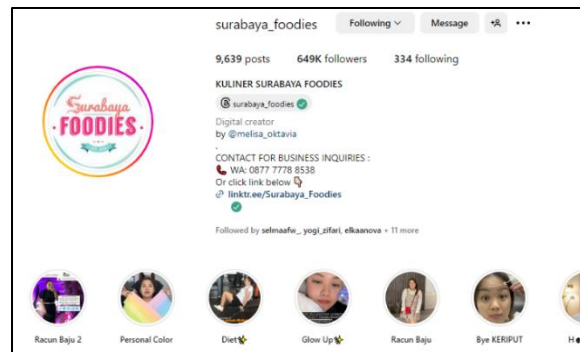 surabaya_foodies Following Message
9,639 posts 649K followers 334 following
KULINER SURABAYA FOODIES
surabaya_foodies
Digital creator
by @melisa_oktavia
.
CONTACT FOR BUSINESS INQUIRIES :
WA: 0877 7778 8538
Or click link below
linktr.ee/Surabaya_Foodies
Followed by selmaafw_, yogi_zifari, elkaanova + 11 more
Surabaya
FOODIES
Racun Baju 2 Personal Color Diet Glow Up Racun Baju Bye KERIPUT H